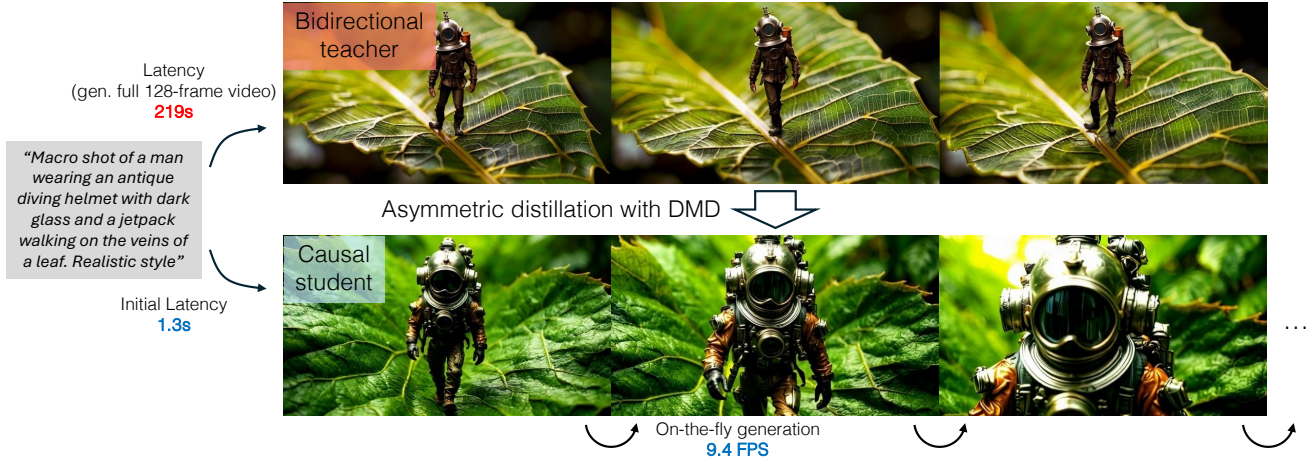 Bidirectional
teacher
Latency
(gen. full 128-frame video)
219s
“Macro shot of a man
wearing an antique
diving helmet with dark
glass and a jetpack
walking on the veins of
a leaf. Realistic style”
Asymmetric distillation with DMD
Causal
student
Initial Latency
1.3s
...
On-the-fly generation
9.4 FPS